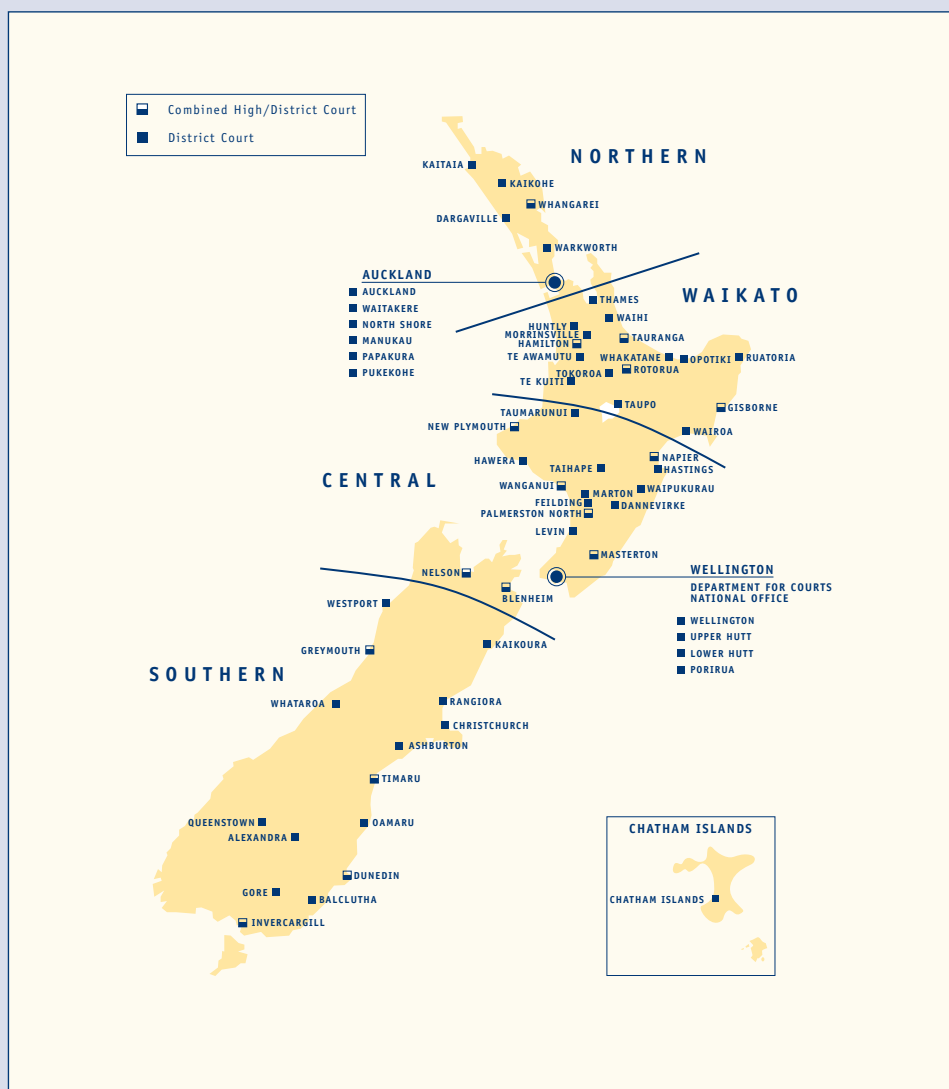 Combined High/District Court
District Court
NORTHERN
KAITAIA
KAIKOHE
WHANGAREI
DARGAVILLE
WARKWORTH
AUCKLAND
AUCKLAND
WAITAKERE
NORTH SHORE
MANUKAU
PAPAKURA
PUKEKOHE
WAIKATO
THAMES
WAIHI
HUNTLY
MORRINSVILLE
TAURANGA
HAMILTON
TE AWAMUTU
WHAKATANE
OPOTIKI
RUATORIA
ROTORUA
TOKOROA
TE KUITI
TAUPO
GISBORNE
TAUMARUNUI
NEW PLYMOUTH
WAIROA
CENTRAL
NAPIER
HAWERA
TAIHAPE
HASTINGS
WANGANUI
MARTON
WAIPUKURAU
FEILDING
DANNEVIRKE
PALMERSTON NORTH
LEVIN
MASTERTON
NELSON
BLENHEIM
WELLINGTON
DEPARTMENT FOR COURTS
NATIONAL OFFICE
WELLINGTON
UPPER HUTT
LOWER HUTT
PORIRUA
WESTPORT
KAIKOURA
GREYMOUTH
SOUTHERN
WHATAROA
RANGIORA
CHRISTCHURCH
ASHBURTON
TIMARU
QUEENSTOWN
OAMARU
ALEXANDRA
DUNEDIN
GORE
BALCLUTHA
INVERCARGILL
CHATHAM ISLANDS
CHATHAM ISLANDS